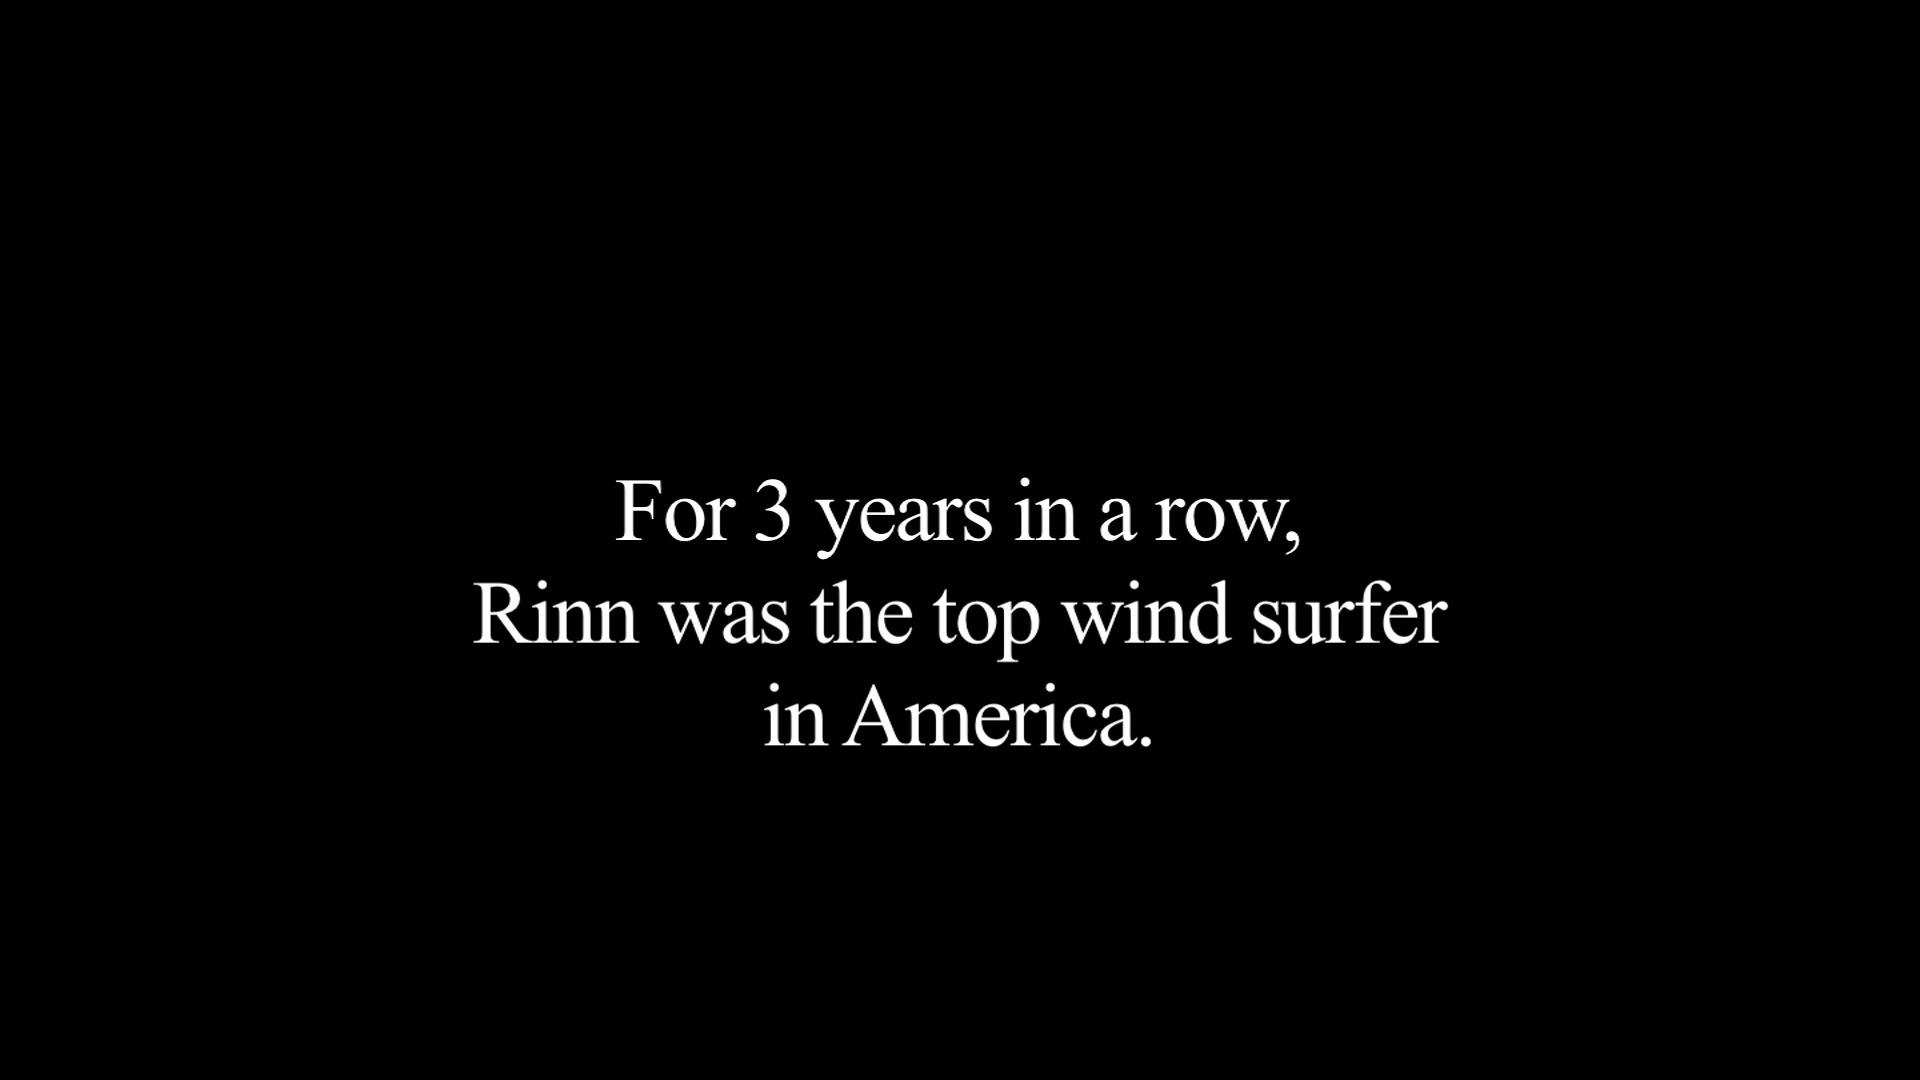 For 3 years in a row,
Rinn was the top wind surfer
in America.